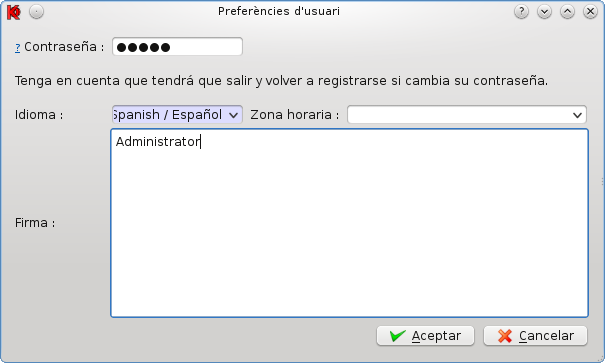 Preferències d'usuari
? Contraseña : ●●●●●
Tenga en cuenta que tendrá que salir y volver a registrarse si cambia su contraseña.
Idioma : Spanish / Español Zona horaria :
Administrator
Firma :
Aceptar Cancelar